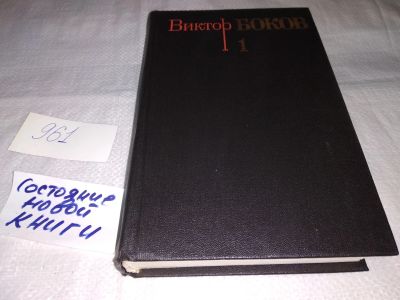 Виктор БОКОВ
1
961
Состояние
новой
книги